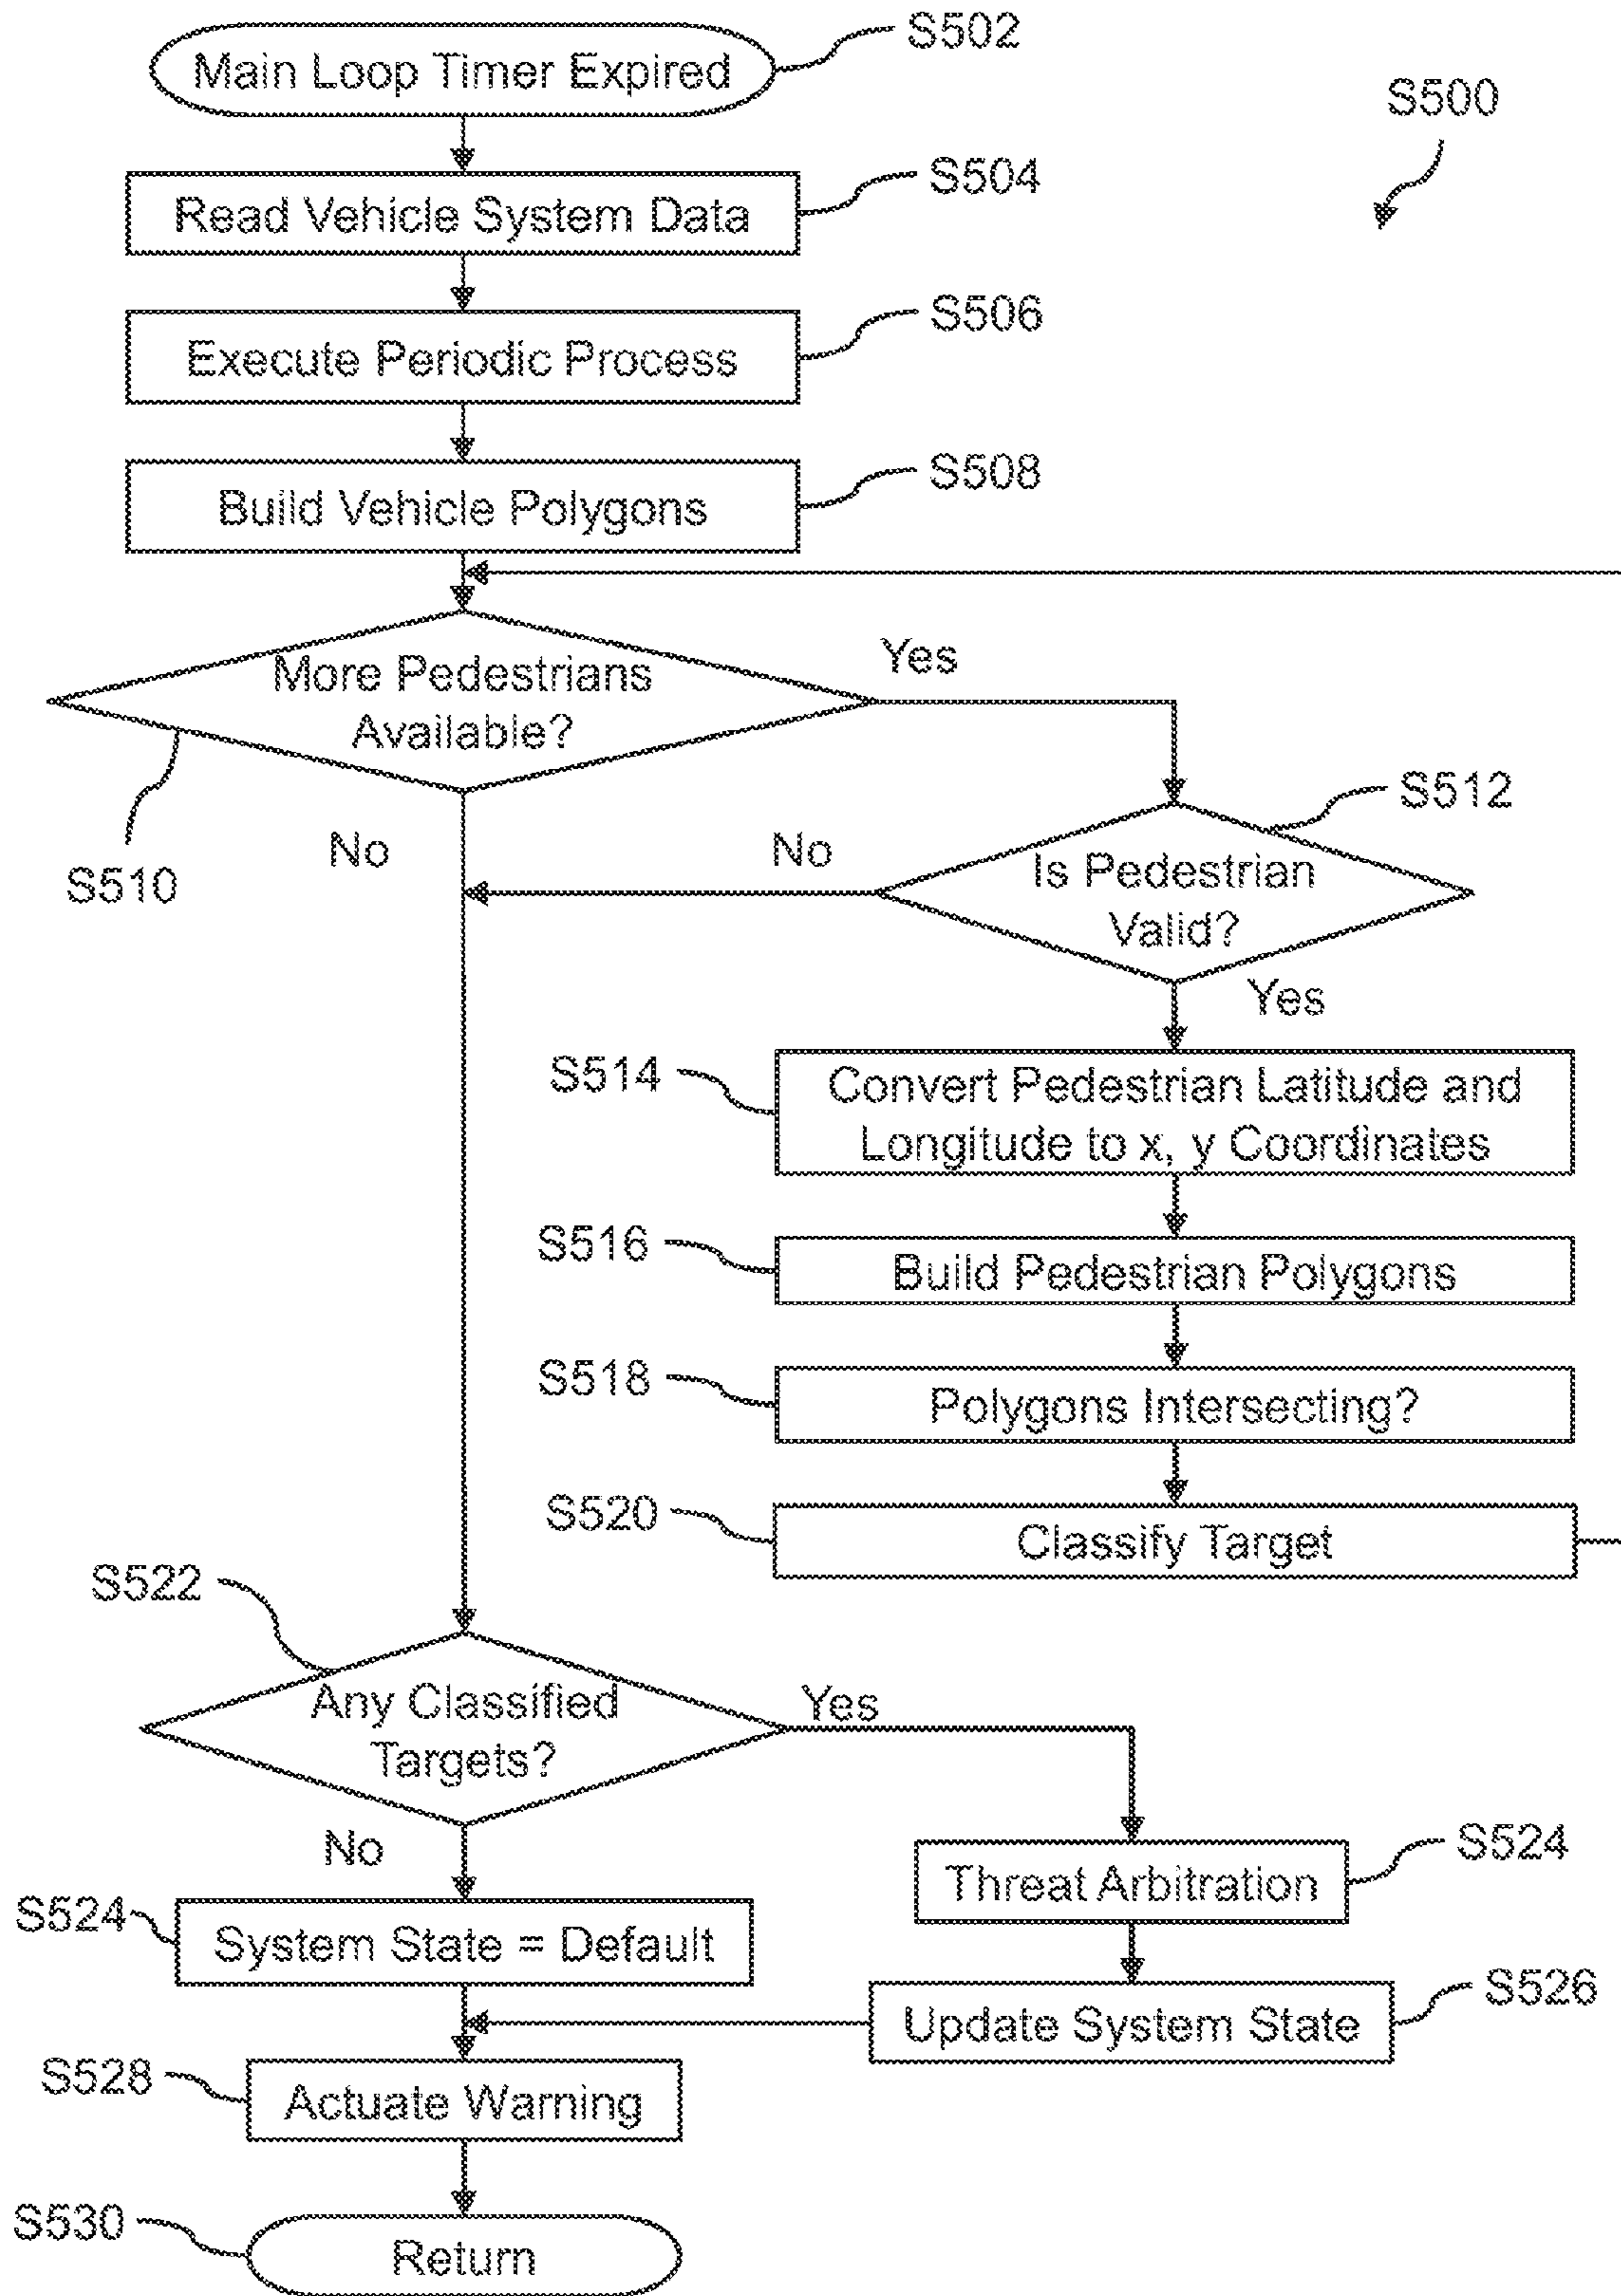 S502
Main Loop Timer Expired
S500
S504
Read Vehicle System Data
S506
Execute Periodic Process
S508
Build Vehicle Polygons
More Pedestrians
Available?
Yes
S510
No
S512
No
Is Pedestrian
Valid?
Yes
S514
Convert Pedestrian Latitude and
Longitude to x, y Coordinates
S516
Build Pedestrian Polygons
S518
Polygons Intersecting?
S520
Classify Target
S522
Any Classified
Targets?
Yes
No
S524
Threat Arbitration
S524
System State = Default
S526
Update System State
S528
Actuate Warning
S530
Return